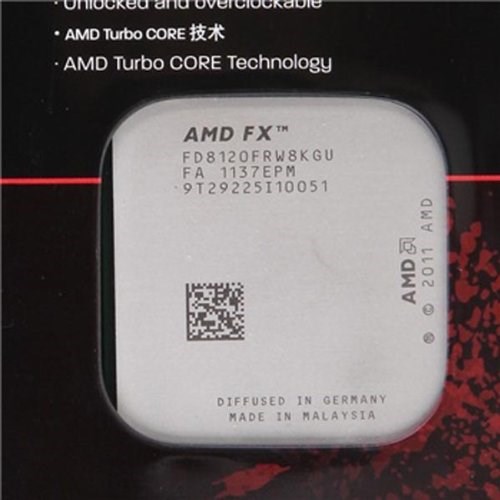 · Unlocked and overclockable
· AMD Turbo CORE 技术
· AMD Turbo CORE Technology
AMD FX™
FD8120FRW8KGU
FA 1137EPM
9T29225I10051
AMD
® © 2011 AMD
DIFFUSED IN GERMANY
MADE IN MALAYSIA